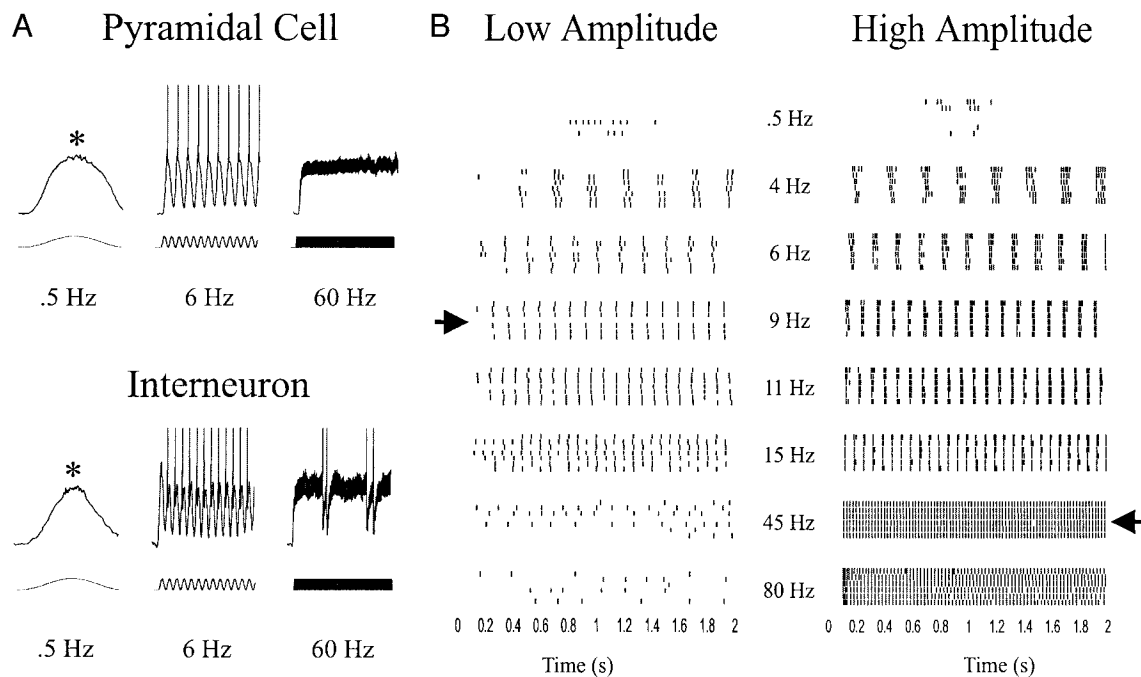 A Pyramidal Cell
*
.5 Hz 6 Hz 60 Hz
Interneuron
*
.5 Hz 6 Hz 60 Hz
B Low Amplitude High Amplitude
.5 Hz
4 Hz
6 Hz
9 Hz
11 Hz
15 Hz
45 Hz
80 Hz
0 0.2 0.4 0.6 0.8 1 1.2 1.4 1.6 1.8 2
Time (s)
0 0.2 0.4 0.6 0.8 1 1.2 1.4 1.6 1.8 2
Time (s)